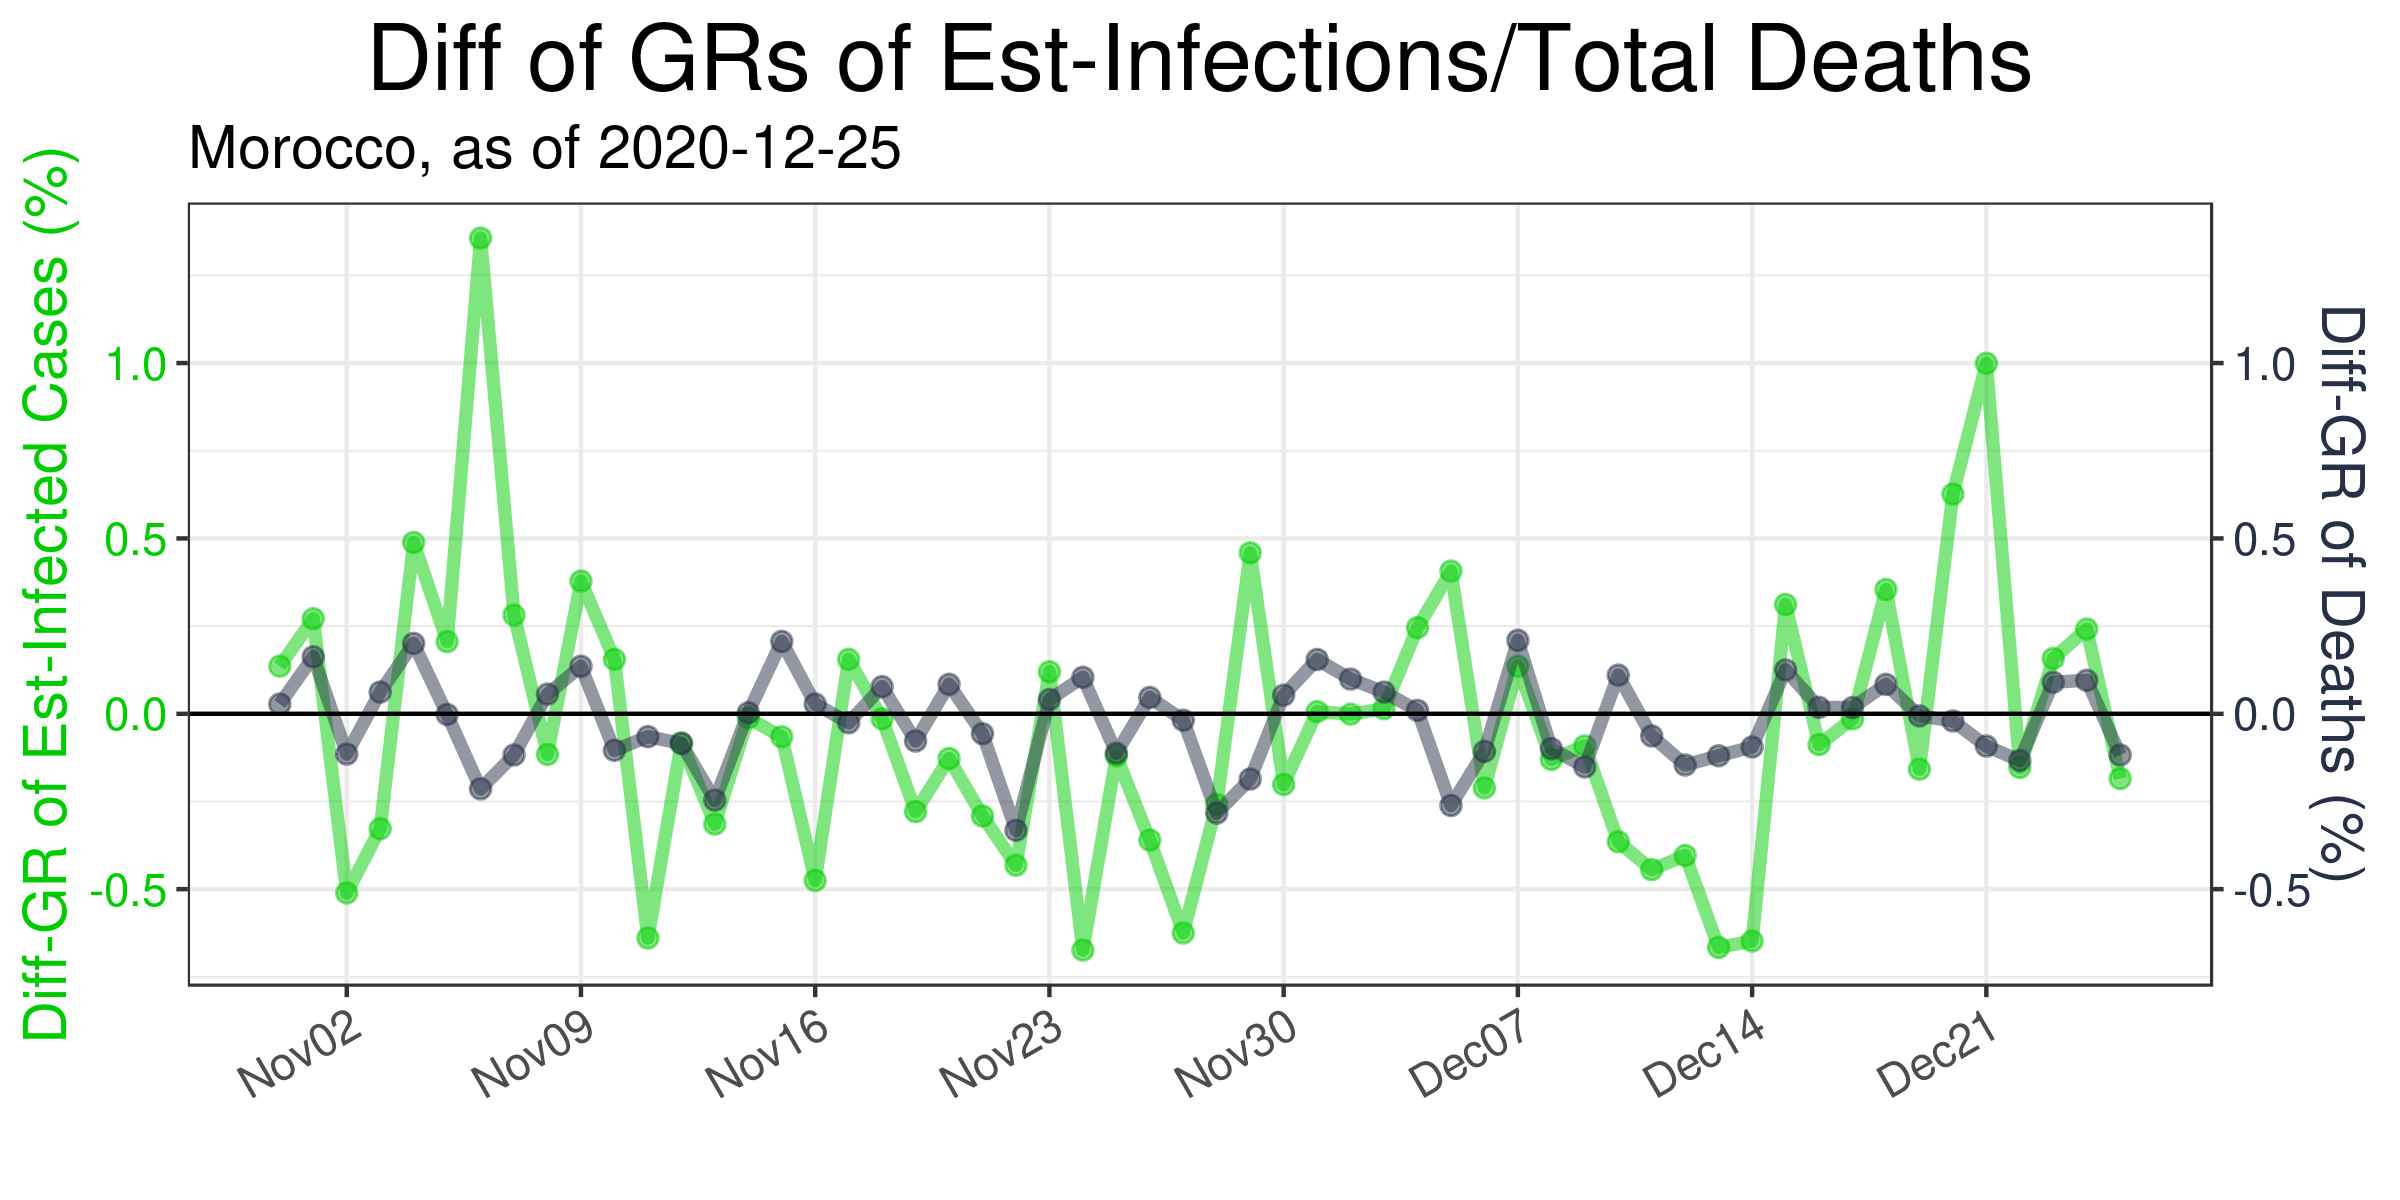 Diff of GRs of Est-Infections/Total Deaths
Morocco, as of 2020-12-25
Diff-GR of Est-Infected Cases (%)
1.0
0.5
0.0
-0.5
1.0
0.5
0.0
-0.5
Diff-GR of Deaths (%)
Nov02
Nov09
Nov16
Nov23
Nov30
Dec07
Dec14
Dec21